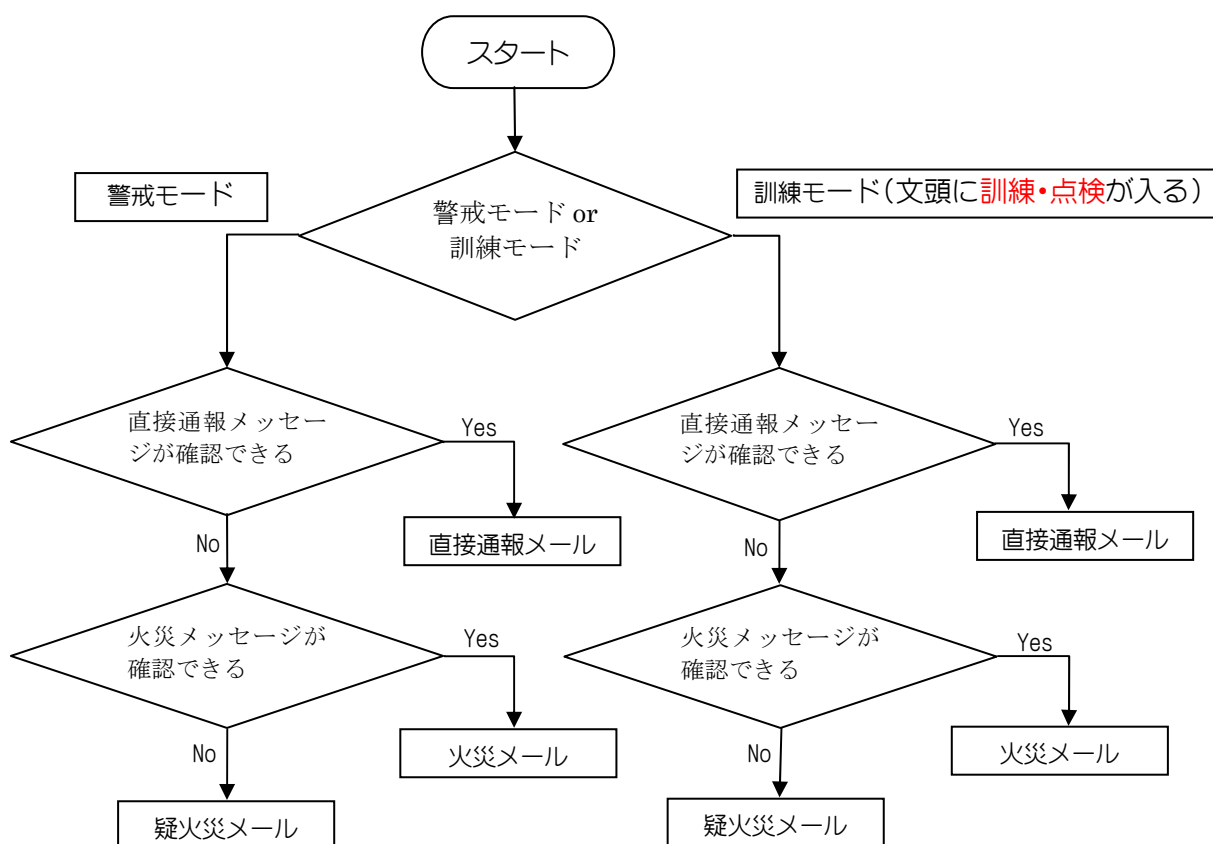 スタート
警戒モード
訓練モード(文頭に訓練・点検が入る)
警戒モード or
訓練モード
直接通報メッセー
ジが確認できる
Yes
直接通報メッセー
ジが確認できる
Yes
直接通報メール
直接通報メール
No
No
火災メッセージが
確認できる
Yes
火災メッセージが
確認できる
Yes
火災メール
火災メール
No
No
疑火災メール
疑火災メール